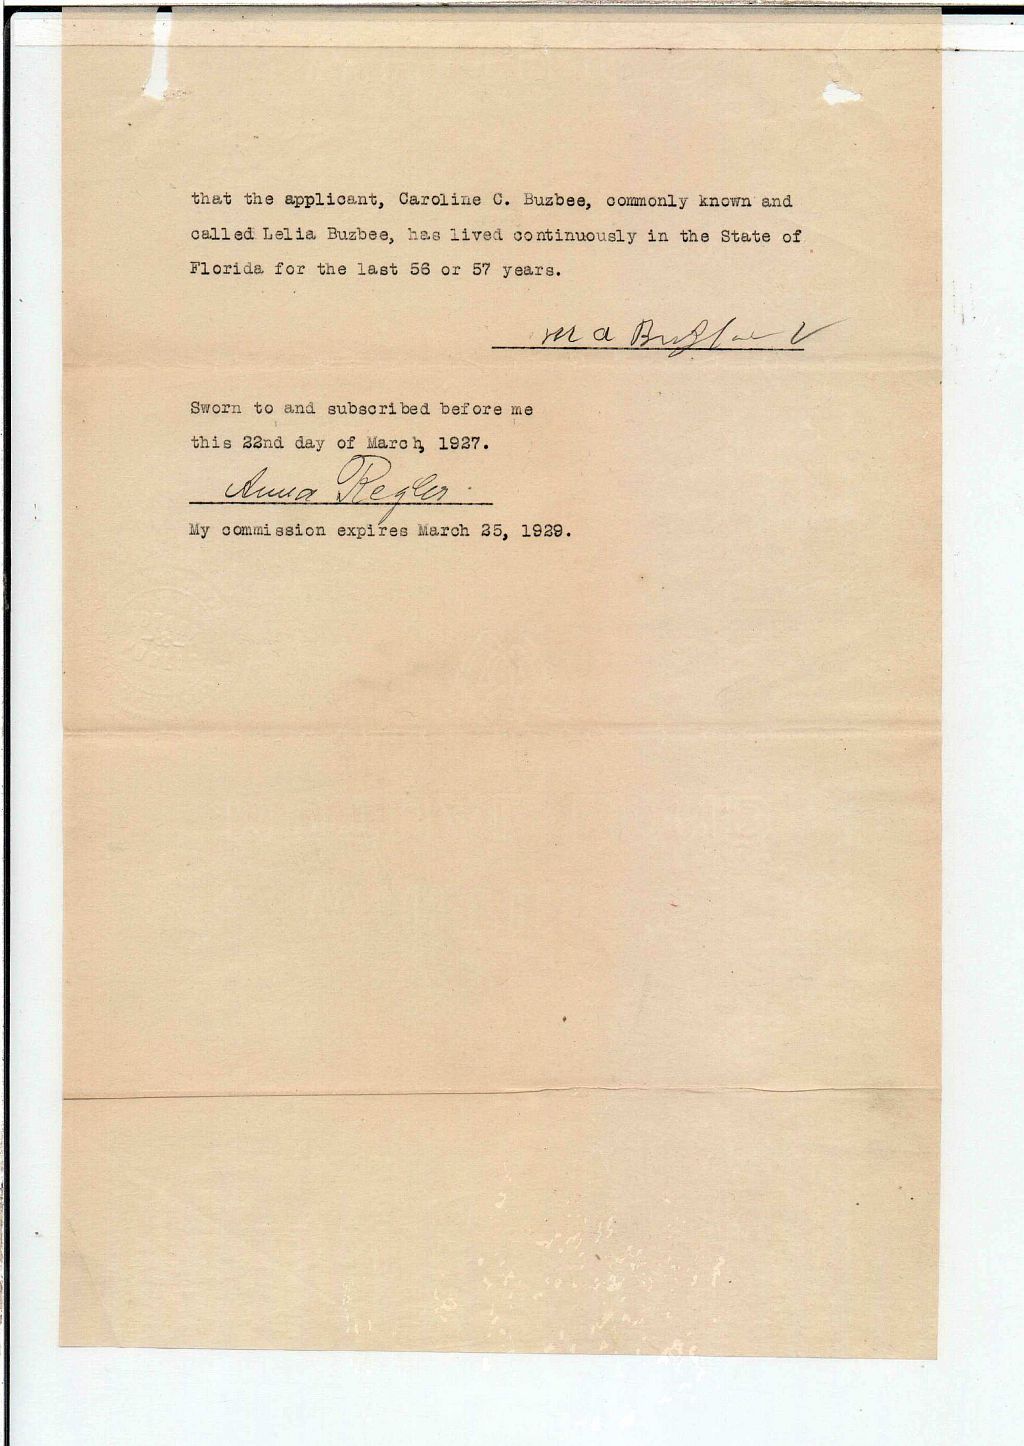 that the applicant, Caroline C. Buzbee, commonly known and
called Lelia Buzbee, has lived continuously in the State of
Florida for the last 56 or 57 years.
Sworn to and subscribed before me
this 22nd day of March, 1927.
Anna Regler
My commission expires March 25, 1929.